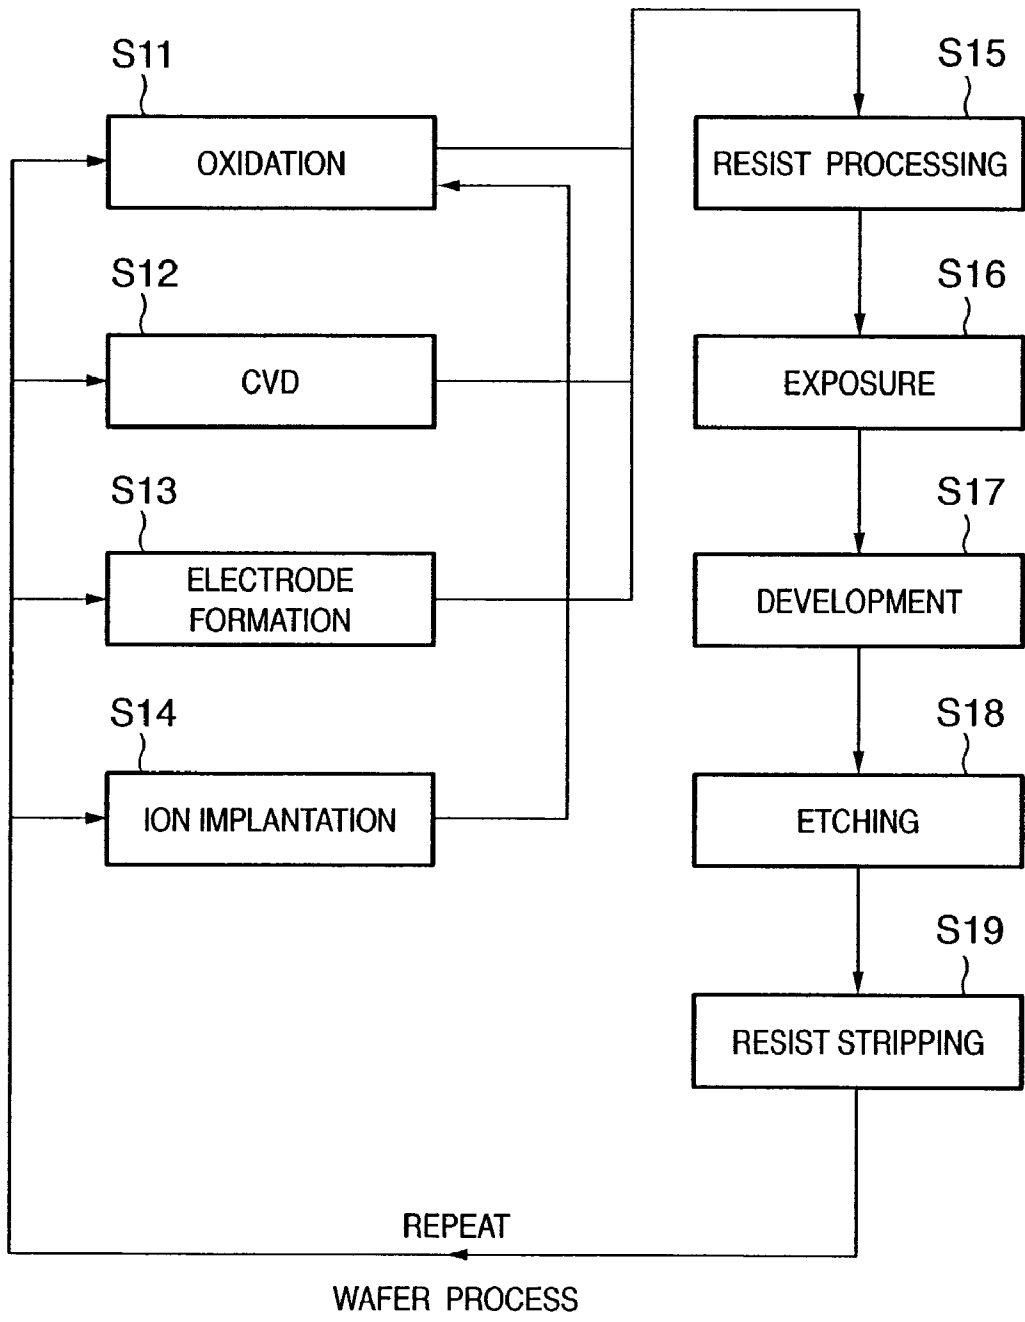 S11
OXIDATION
S12
CVD
S13
ELECTRODE
FORMATION
S14
ION IMPLANTATION
S15
RESIST PROCESSING
S16
EXPOSURE
S17
DEVELOPMENT
S18
ETCHING
S19
RESIST STRIPPING
REPEAT
WAFER PROCESS